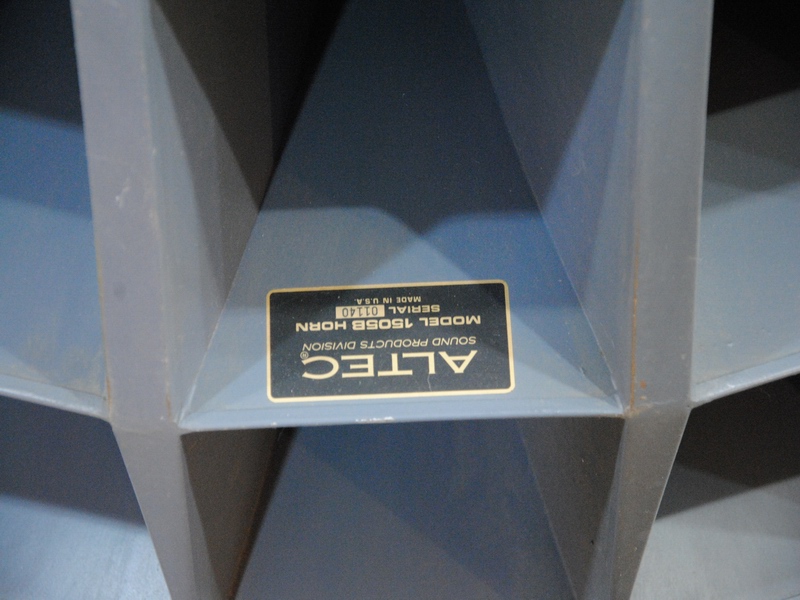 ALTEC®
SOUND PRODUCTS DIVISION
MODEL 1505B HORN
SERIAL 01140
MADE IN U.S.A.